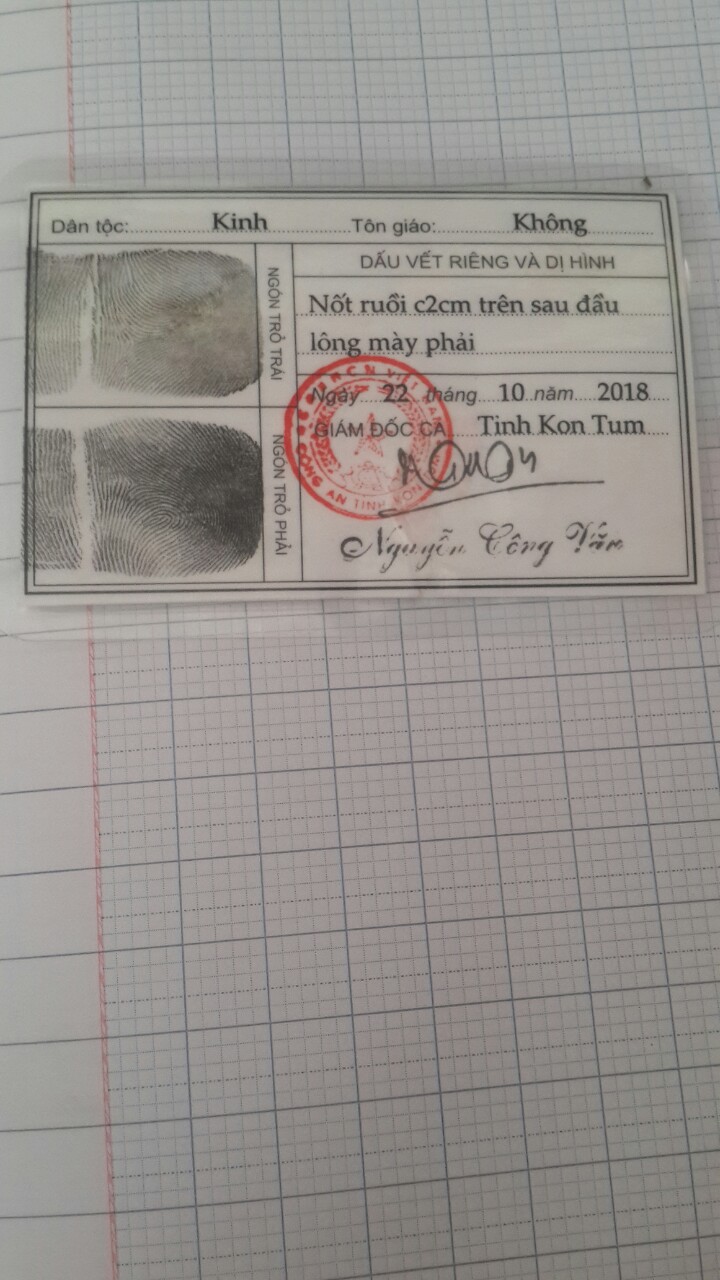 Dân tộc: Kinh Tôn giáo: Không
DẤU VẾT RIÊNG VÀ DỊ HÌNH
NGÓN TRỎ TRÁI
Nốt ruồi c2cm trên sau đầu
lông mày phải
Ngày 22 tháng 10 năm 2018
GIÁM ĐỐC CA Tỉnh Kon Tum
NGÓN TRỎ PHẢI
CÔNG AN TỈNH KON
Nguyễn Công Văn